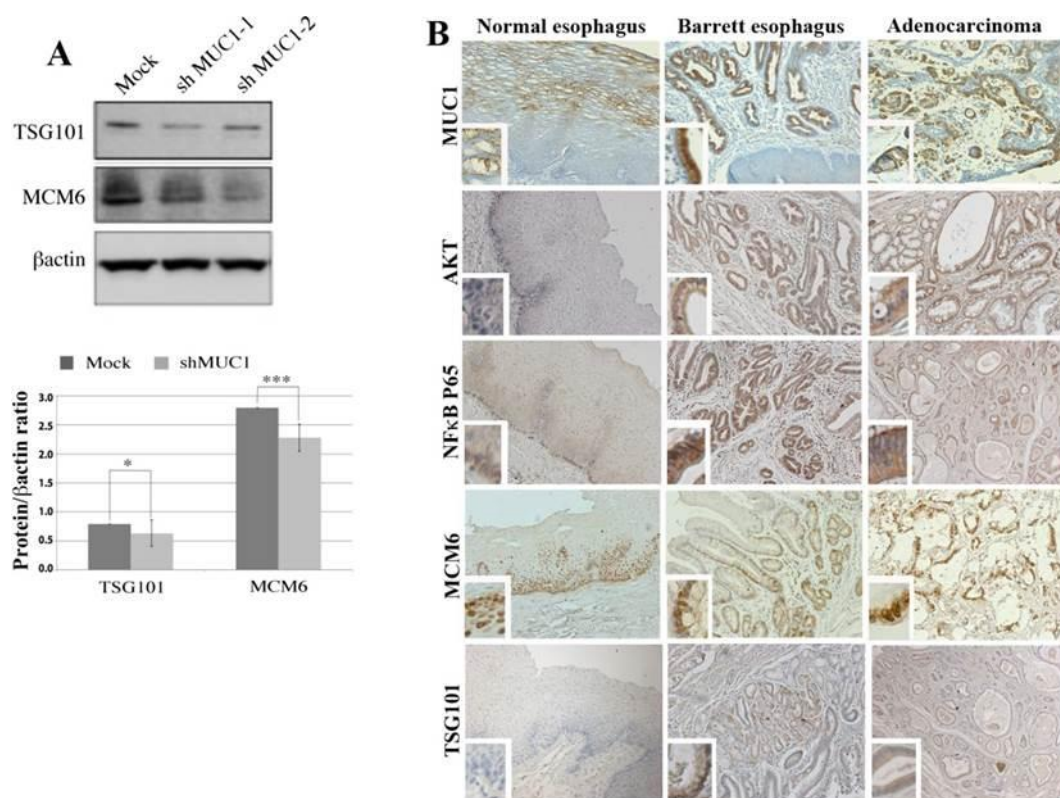 A
Mock
sh MUC1-1
sh MUC1-2
TSG101
MCM6
βactin
Mock
shMUC1
Protein/βactin ratio
3.0
2.5
2.0
1.5
1.0
1.0
0.5
0.0
*
***
TSG101
MCM6
B
Normal esophagus
Barrett esophagus
Adenocarcinoma
MUC1
AKT
NFκB P65
MCM6
TSG101